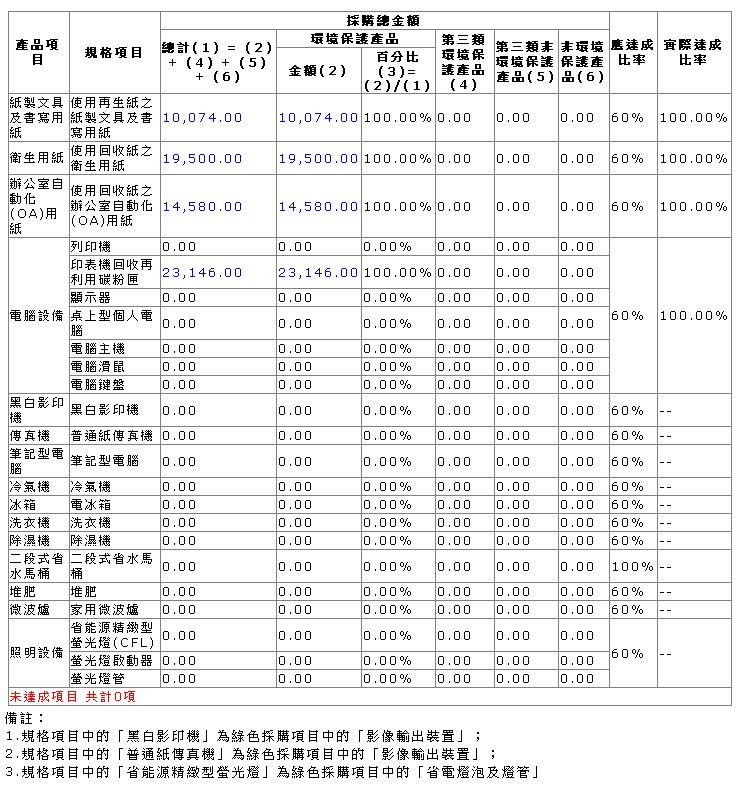 採購總金額
產品項目 規格項目 總計(1) = (2) + (4) + (5) + (6) 環境保護產品 第三類環境保護產品(4) 第三類非環境保護產品(5) 非環境保護產品(6) 應達成比率 實際達成比率
金額(2) 百分比(3)=(2)/(1)
紙製文具及書寫用紙 使用再生紙之紙製文具及書寫用紙 10,074.00 10,074.00 100.00% 0.00 0.00 0.00 60% 100.00%
衛生用紙 使用回收紙之衛生用紙 19,500.00 19,500.00 100.00% 0.00 0.00 0.00 60% 100.00%
辦公室自動化(OA)用紙 使用回收紙之辦公室自動化(OA)用紙 14,580.00 14,580.00 100.00% 0.00 0.00 0.00 60% 100.00%
電腦設備 列印機 0.00 0.00 0.00% 0.00 0.00 0.00 60% 100.00%
印表機回收再利用碳粉匣 23,146.00 23,146.00 100.00% 0.00 0.00 0.00
顯示器 0.00 0.00 0.00% 0.00 0.00 0.00
桌上型個人電腦 0.00 0.00 0.00% 0.00 0.00 0.00
電腦主機 0.00 0.00 0.00% 0.00 0.00 0.00
電腦滑鼠 0.00 0.00 0.00% 0.00 0.00 0.00
電腦鍵盤 0.00 0.00 0.00% 0.00 0.00 0.00
黑白影印機 黑白影印機 0.00 0.00 0.00% 0.00 0.00 0.00 60% --
傳真機 普通紙傳真機 0.00 0.00 0.00% 0.00 0.00 0.00 60% --
筆記型電腦 筆記型電腦 0.00 0.00 0.00% 0.00 0.00 0.00 60% --
冷氣機 冷氣機 0.00 0.00 0.00% 0.00 0.00 0.00 60% --
冰箱 電冰箱 0.00 0.00 0.00% 0.00 0.00 0.00 60% --
洗衣機 洗衣機 0.00 0.00 0.00% 0.00 0.00 0.00 60% --
除濕機 除濕機 0.00 0.00 0.00% 0.00 0.00 0.00 60% --
二段式省水馬桶 二段式省水馬桶 0.00 0.00 0.00% 0.00 0.00 0.00 100% --
堆肥 堆肥 0.00 0.00 0.00% 0.00 0.00 0.00 60% --
微波爐 家用微波爐 0.00 0.00 0.00% 0.00 0.00 0.00 60% --
照明設備 省能源精緻型螢光燈(CFL) 0.00 0.00 0.00% 0.00 0.00 0.00 60% --
螢光燈啟動器 0.00 0.00 0.00% 0.00 0.00 0.00
螢光燈管 0.00 0.00 0.00% 0.00 0.00 0.00
未達成項目 共計0項
備註：
1.規格項目中的「黑白影印機」為綠色採購項目中的「影像輸出裝置」；
2.規格項目中的「普通紙傳真機」為綠色採購項目中的「影像輸出裝置」；
3.規格項目中的「省能源精緻型螢光燈」為綠色採購項目中的「省電燈泡及燈管」